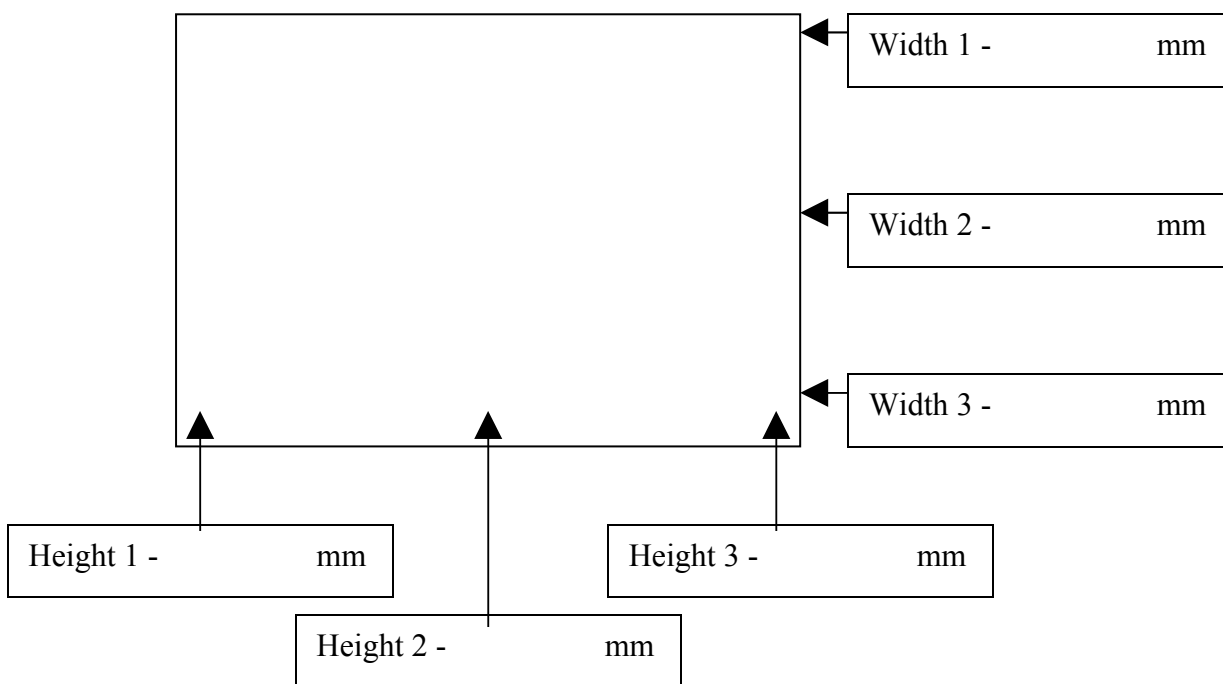 Width 1 - mm
Width 2 - mm
Width 3 - mm
Height 1 - mm
Height 3 - mm
Height 2 - mm